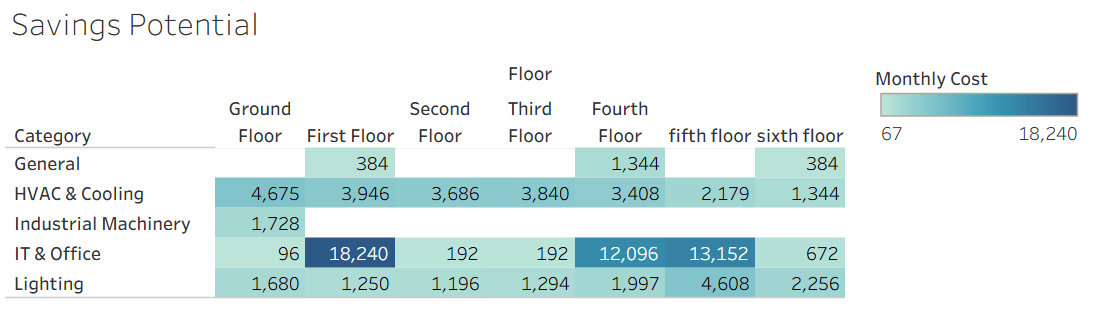 Savings Potential
Floor
Monthly Cost
67 18,240
Ground Second Third Fourth
Category Floor First Floor Floor Floor Floor fifth floor sixth floor
General 384 1,344 384
HVAC & Cooling 4,675 3,946 3,686 3,840 3,408 2,179 1,344
Industrial Machinery 1,728
IT & Office 96 18,240 192 192 12,096 13,152 672
Lighting 1,680 1,250 1,196 1,294 1,997 4,608 2,256